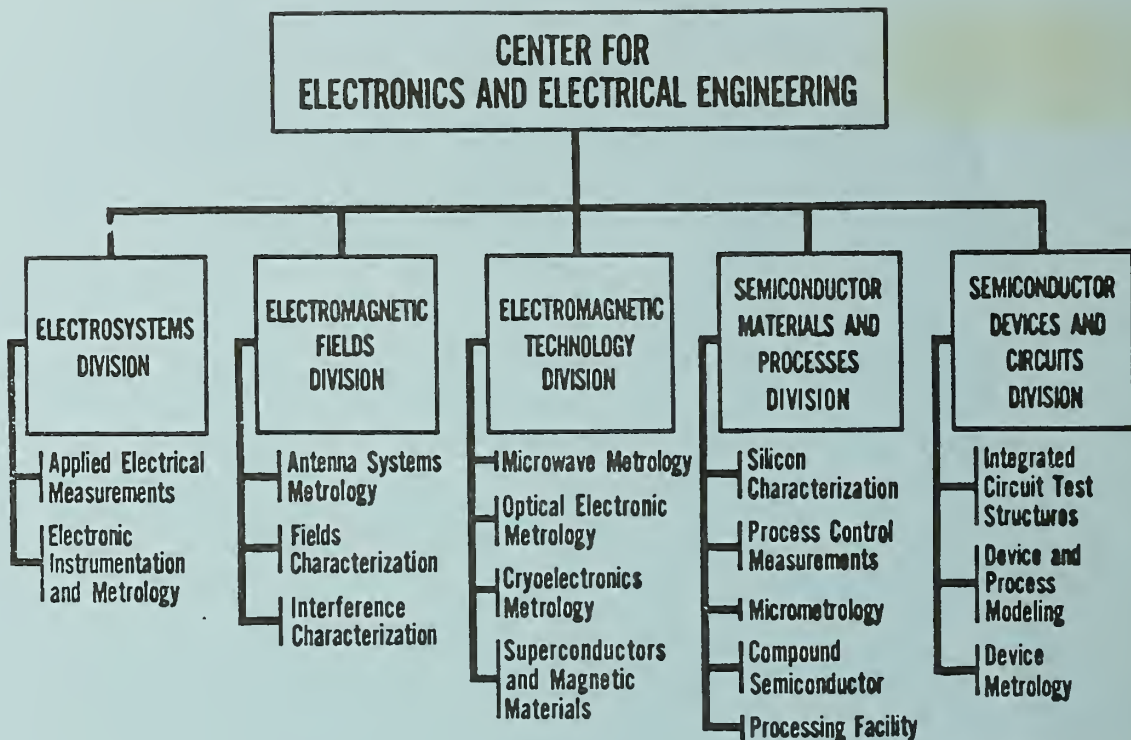 CENTER FOR
ELECTRONICS AND ELECTRICAL ENGINEERING
ELECTROSYSTEMS
DIVISION
Applied Electrical
Measurements
Electronic
Instrumentation
and Metrology
ELECTROMAGNETIC
FIELDS
DIVISION
Antenna Systems
Metrology
Fields
Characterization
Interference
Characterization
ELECTROMAGNETIC
TECHNOLOGY
DIVISION
Microwave Metrology
Optical Electronic
Metrology
Cryoelectronics
Metrology
Superconductors
and Magnetic
Materials
SEMICONDUCTOR
MATERIALS AND
PROCESSES
DIVISION
Silicon
Characterization
Process Control
Measurements
Micrometrology
Compound
Semiconductor
Processing Facility
SEMICONDUCTOR
DEVICES AND
CIRCUITS
DIVISION
Integrated
Circuit Test
Structures
Device and
Process
Modeling
Device
Metrology